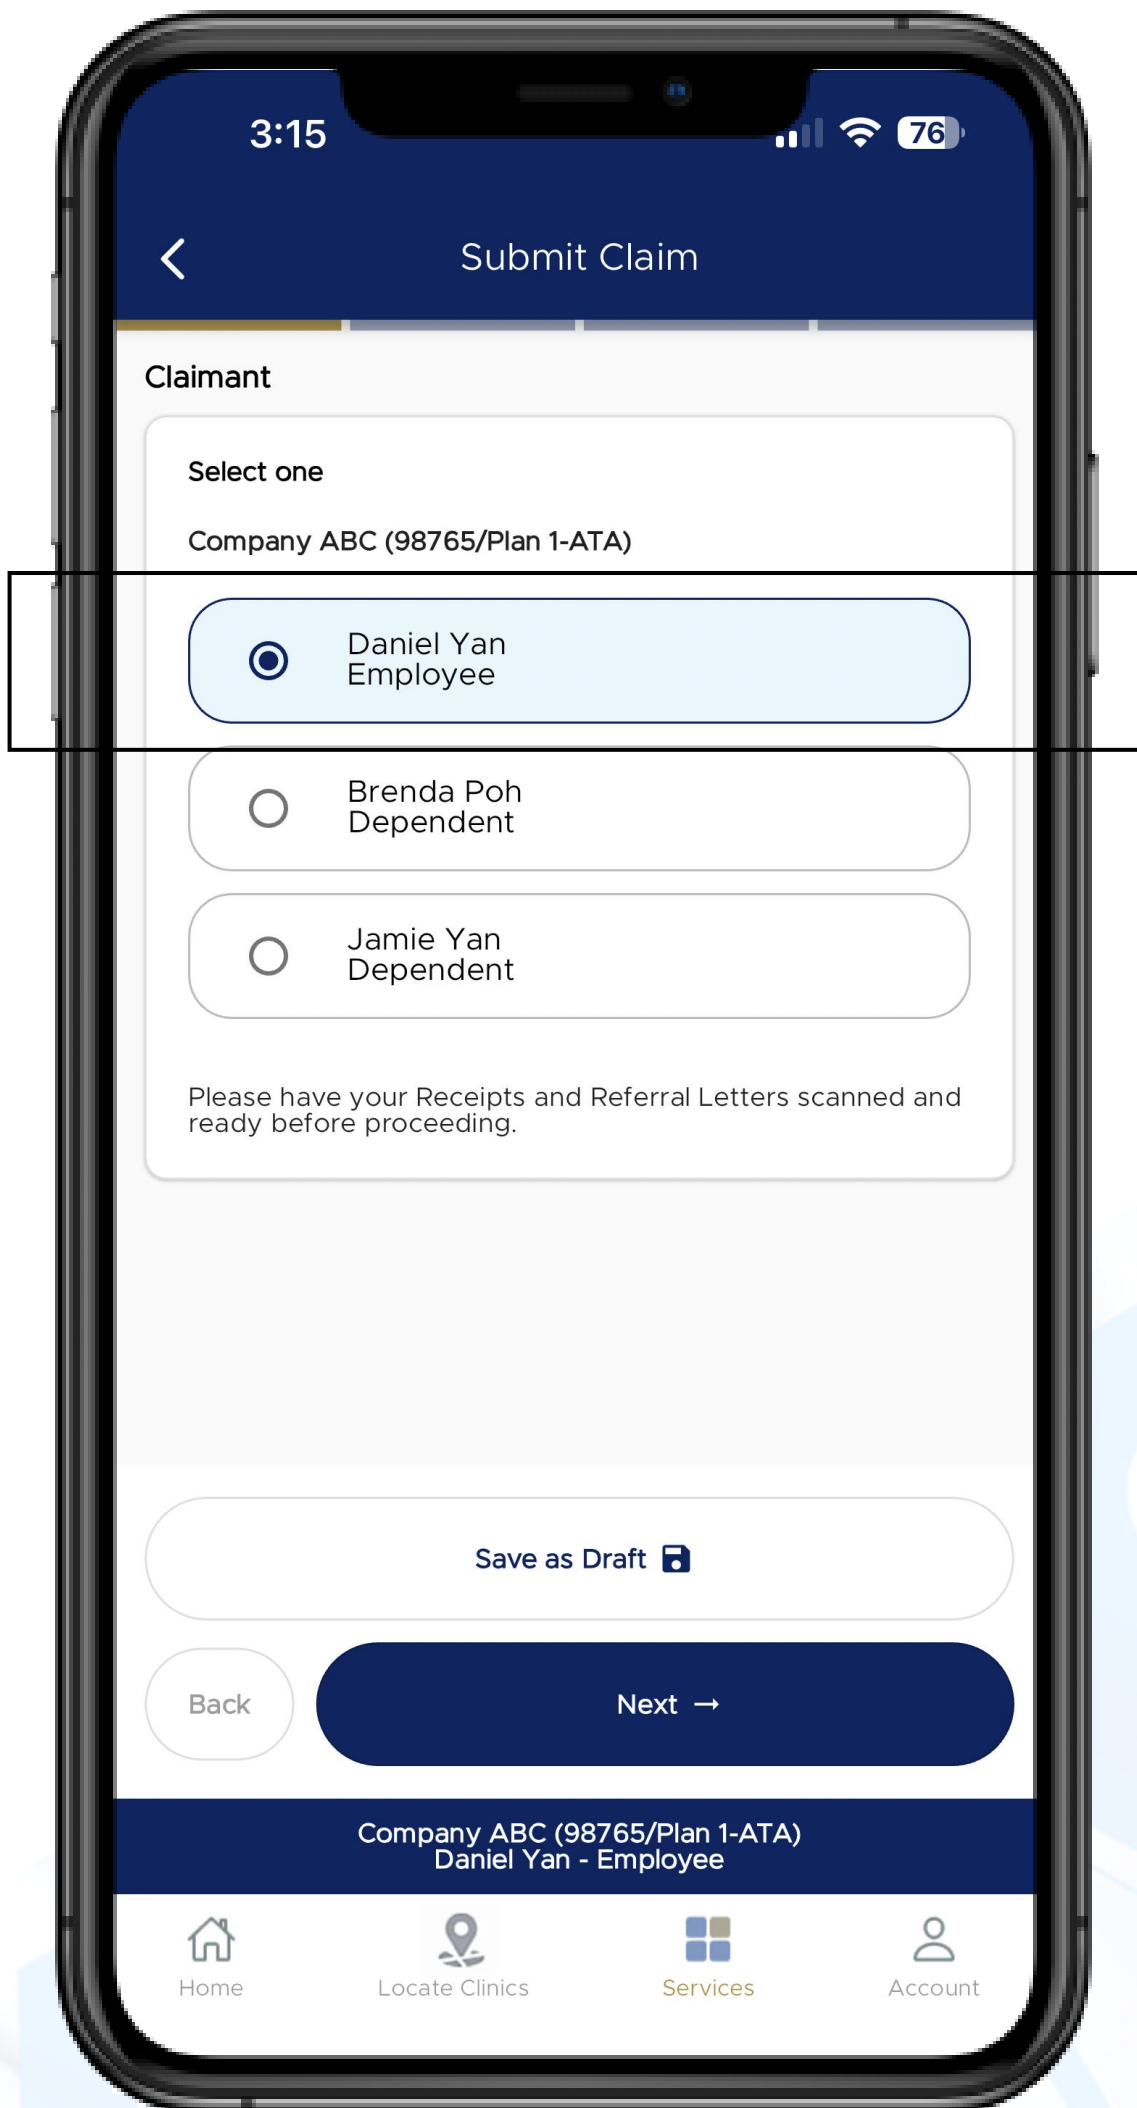 3:15
76
Submit Claim
Claimant
Select one
Company ABC (98765/Plan 1-ATA)
Daniel Yan
Employee
Brenda Poh
Dependent
Jamie Yan
Dependent
Please have your Receipts and Referral Letters scanned and
ready before proceeding.
Save as Draft
Back
Next →
Company ABC (98765/Plan 1-ATA)
Daniel Yan - Employee
Home
Locate Clinics
Services
Account